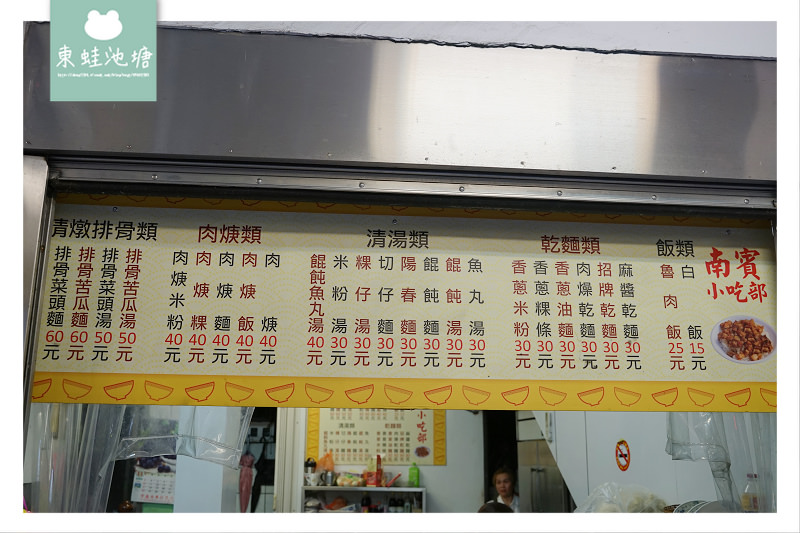 東蛙池塘
南賓
小吃部
飯類
白飯15元
魯肉飯25元
乾麵類
麻醬乾麵30元
招牌乾麵30元
肉燥乾麵30元
香蔥油麵30元
香蔥粿條30元
香蔥米粉30元
清湯類
魚丸湯30元
餛飩湯30元
餛飩麵30元
陽春麵30元
切仔麵30元
粿仔湯30元
米粉湯30元
餛飩魚丸湯40元
肉焿類
肉焿40元
肉焿飯40元
肉焿麵40元
肉焿粿40元
肉焿米粉40元
清燉排骨類
排骨苦瓜湯50元
排骨菜頭湯50元
排骨苦瓜麵60元
排骨菜頭麵60元
清湯類
乾麵類
小吃部